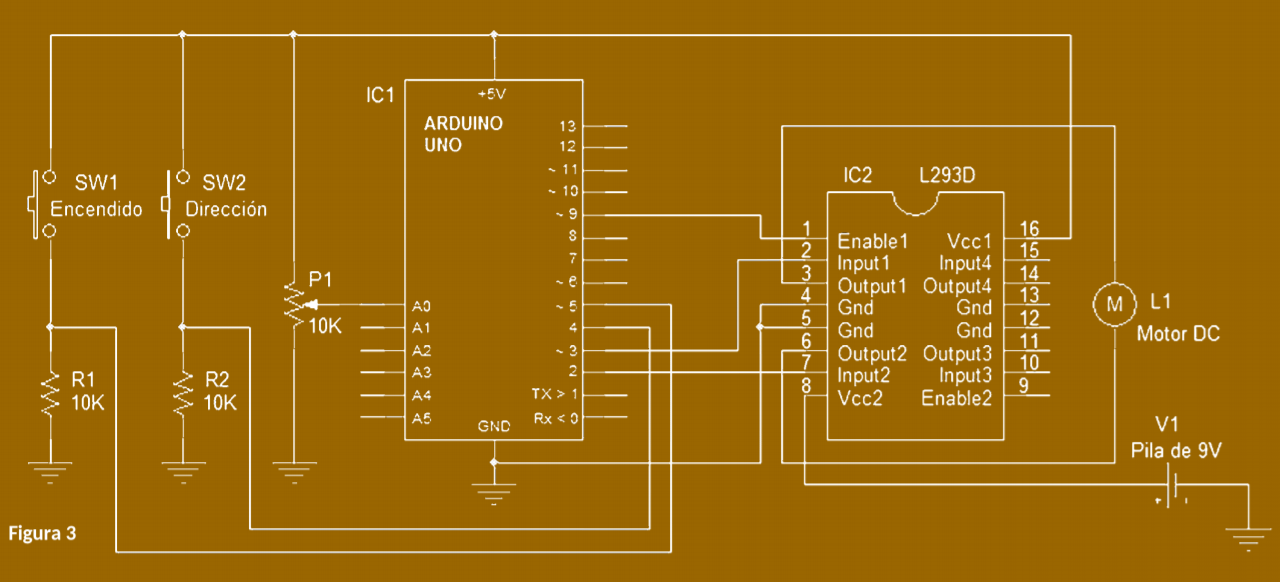 +5V
IC1
ARDUINO
UNO
13
12
~ 11
~ 10
~ 9
8
7
~ 6
~ 5
4
~ 3
2
TX > 1
Rx < 0
A0
A1
A2
A3
A4
A5
GND
SW1
Encendido
SW2
Dirección
P1
10K
R1
10K
R2
10K
IC2 L293D
1 Enable1 Vcc1 16
2 Input1 Input4 15
3 Output1 Output4 14
4 Gnd Gnd 13
5 Gnd Gnd 12
6 Output2 Output3 11
7 Input2 Input3 10
8 Vcc2 Enable2 9
M
L1
Motor DC
V1
Pila de 9V
+ -
Figura 3